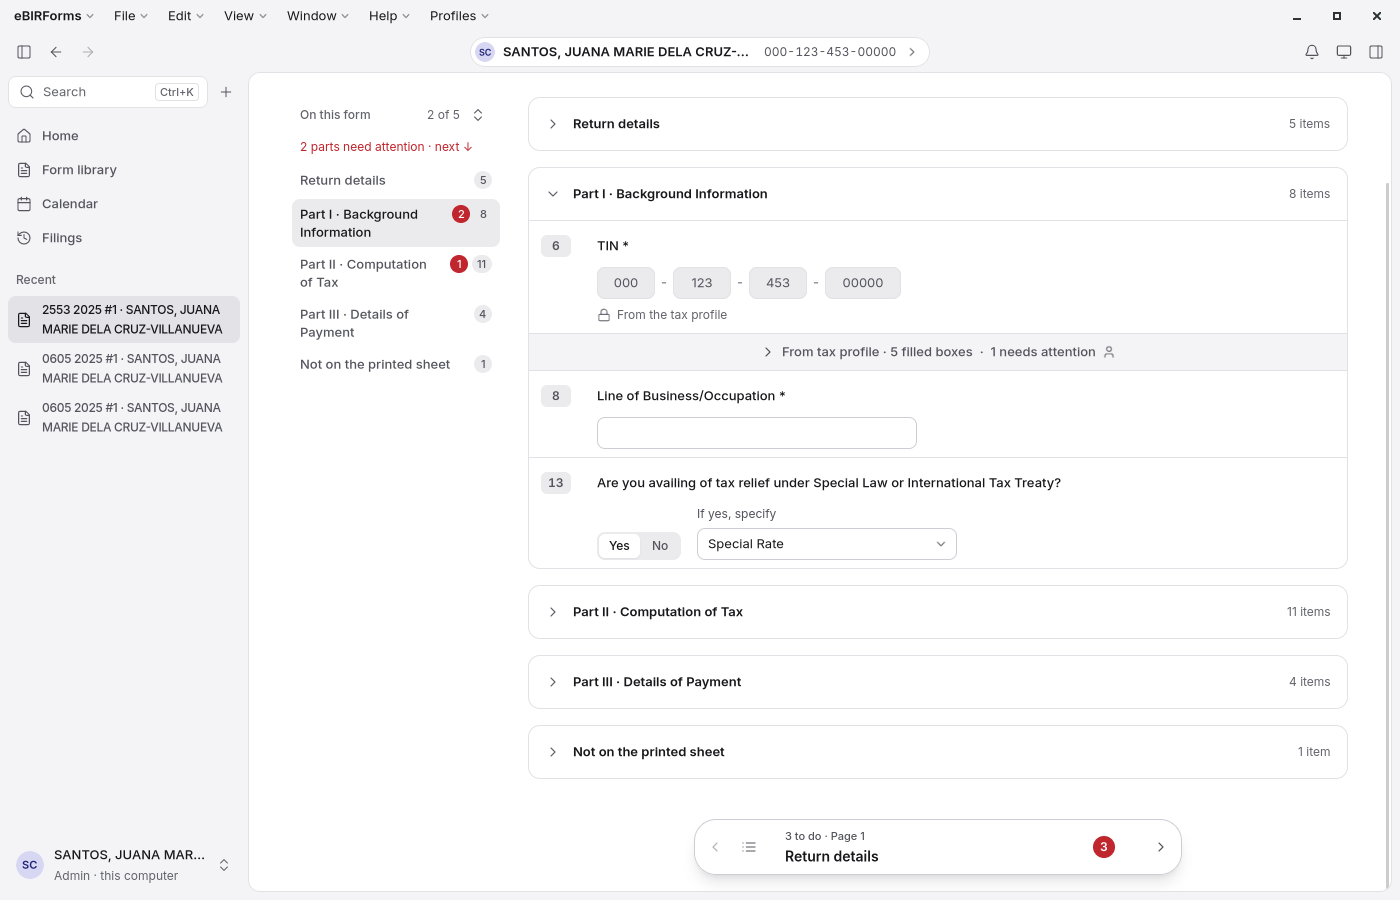 eBIRForms File Edit View Window Help Profiles
SC SANTOS, JUANA MARIE DELA CRUZ-... 000-123-453-00000
Search Ctrl+K
Home
Form library
Calendar
Filings
Recent
2553 2025 #1 · SANTOS, JUANA
MARIE DELA CRUZ-VILLANUEVA
0605 2025 #1 · SANTOS, JUANA
MARIE DELA CRUZ-VILLANUEVA
0605 2025 #1 · SANTOS, JUANA
MARIE DELA CRUZ-VILLANUEVA
SC SANTOS, JUANA MAR...
Admin · this computer
On this form 2 of 5
2 parts need attention · next ↓
Return details 5
Part I · Background 2 8
Information
Part II · Computation 1 11
of Tax
Part III · Details of 4
Payment
Not on the printed sheet 1
Return details 5 items
Part I · Background Information 8 items
6 TIN *
000 - 123 - 453 - 00000
From the tax profile
From tax profile · 5 filled boxes · 1 needs attention
8 Line of Business/Occupation *
13 Are you availing of tax relief under Special Law or International Tax Treaty?
If yes, specify
Yes No Special Rate
Part II · Computation of Tax 11 items
Part III · Details of Payment 4 items
Not on the printed sheet 1 item
3 to do · Page 1
Return details 3